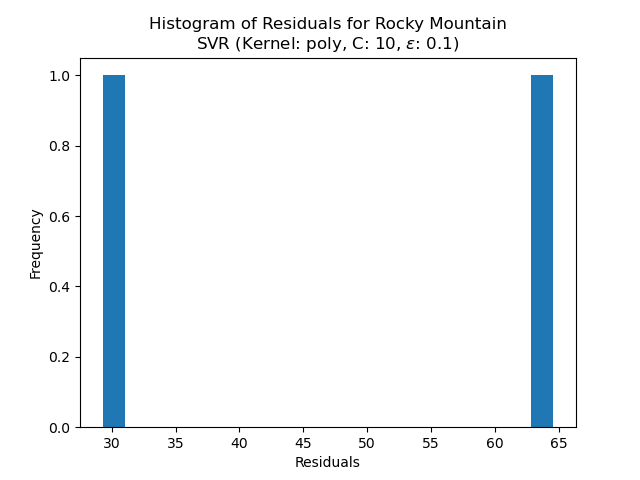 Histogram of Residuals for Rocky Mountain
SVR (Kernel: poly, C: 10, ε: 0.1)
1.0
0.8
0.6
0.4
0.2
0.0
Frequency
30 35 40 45 50 55 60 65
Residuals